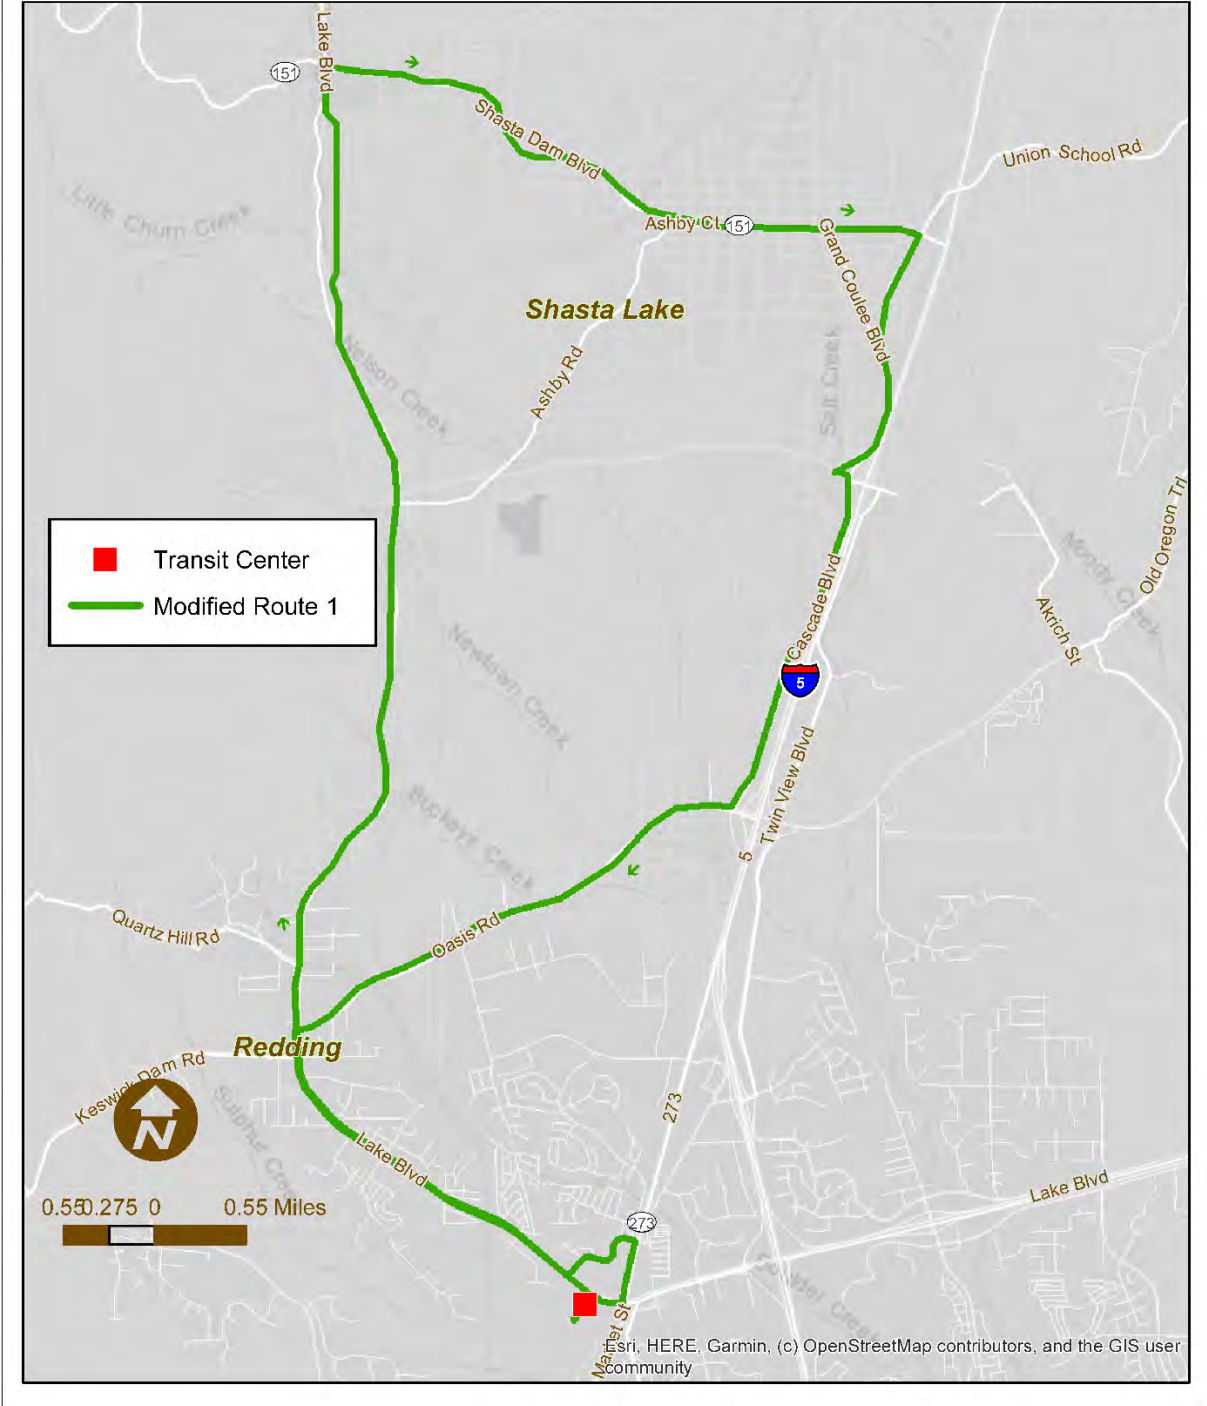 Lake Blvd
151
Shasta Dam Blvd
Union School Rd
Little Churn Creek
Ashby Ct
151
Grand Coulee Blvd
Shasta Lake
Nelson Creek
Ashby Rd
Salt Creek
Old Oregon Trl
Transit Center
Modified Route 1
Moody Creek
Cascade Blvd
Akrich St
Newtown Creek
5
Twin View Blvd
Buckeye Creek
5
Quartz Hill Rd
Oasis Rd
Redding
Keswick Dam Rd
N
273
Lake Blvd
Lake Blvd
0.55 0.275 0 0.55 Miles
273
Market St
Esri, HERE, Garmin, (c) OpenStreetMap contributors, and the GIS user
community